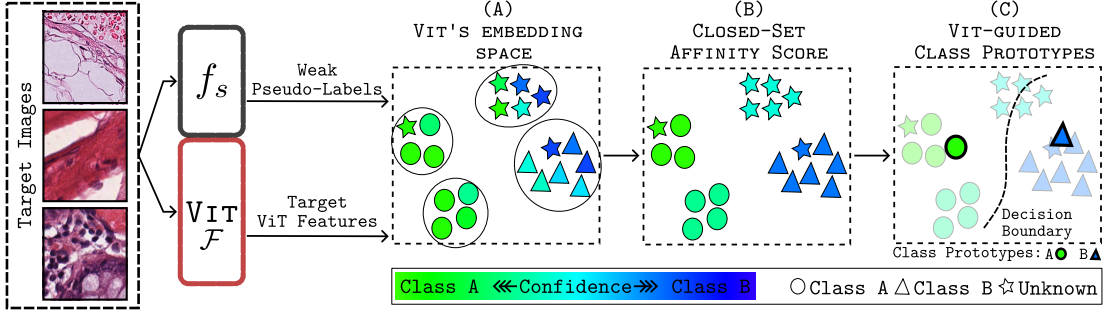 Target Images
f_s
VIT
F
Weak
Pseudo-Labels
Target
ViT Features
(A)
VIT'S EMBEDDING
SPACE
(B)
CLOSED-SET
AFFINITY SCORE
(C)
VIT-GUIDED
CLASS PROTOTYPES
Decision
Boundary
Class Prototypes: A B
Class A <<< Confidence >>> Class B
Class A Class B Unknown